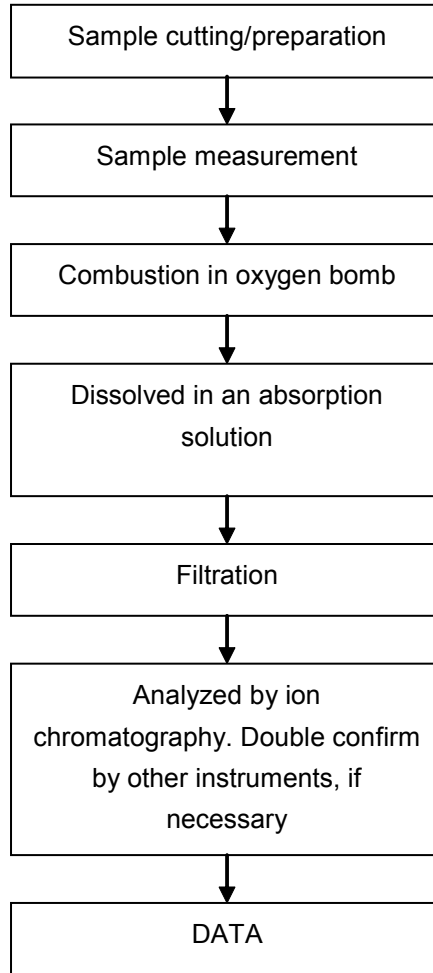 Sample cutting/preparation
Sample measurement
Combustion in oxygen bomb
Dissolved in an absorption
solution
Filtration
Analyzed by ion
chromatography. Double confirm
by other instruments, if
necessary
DATA